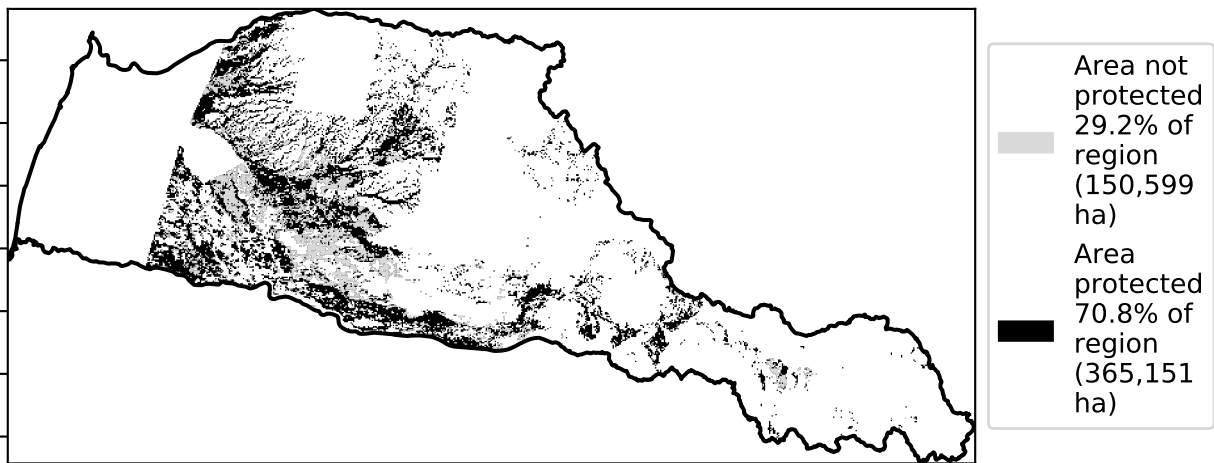 Area not
protected
29.2% of
region
(150,599
ha)
Area
protected
70.8% of
region
(365,151
ha)